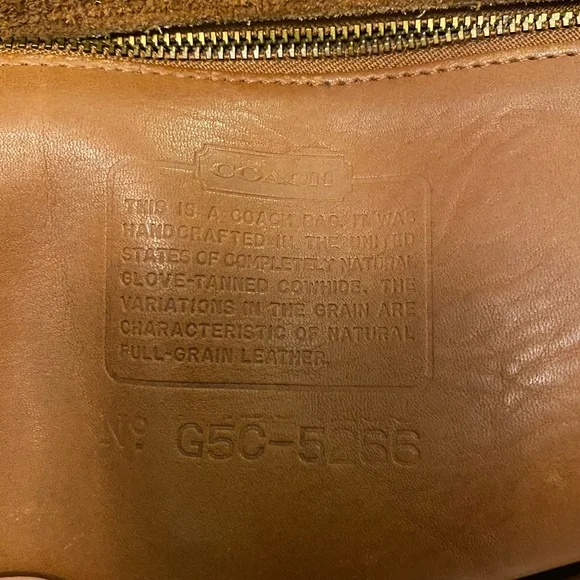 COACH
THIS IS A COACH BAG. IT WAS
HANDCRAFTED IN THE UNITED
STATES OF COMPLETELY NATURAL
GLOVE-TANNED COWHIDE. THE
VARIATIONS IN THE GRAIN ARE
CHARACTERISTIC OF NATURAL
FULL-GRAIN LEATHER.
Nº G5C-5266